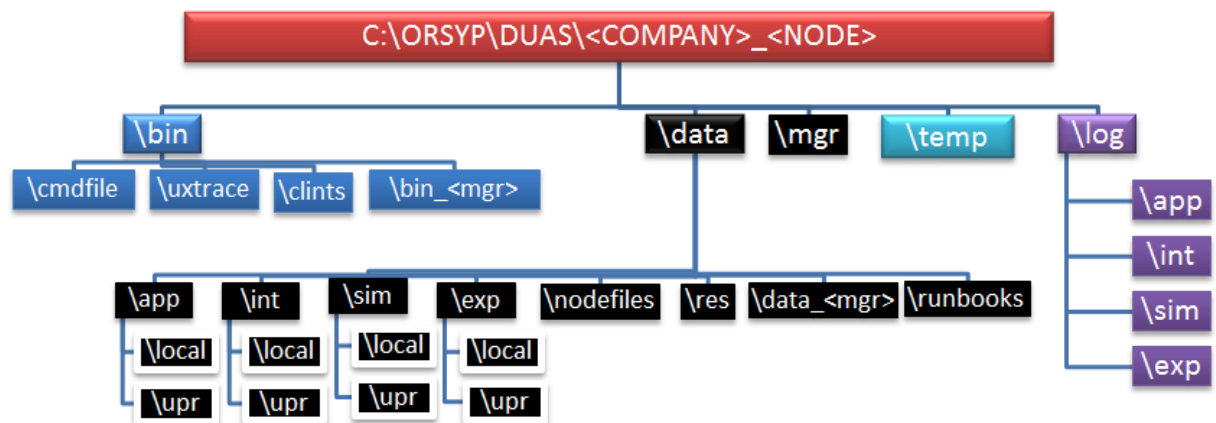 C:\ORSYP\DUAS\<COMPANY>_<NODE>
\bin
\data
\mgr
\temp
\log
\cmdfile
\uxtrace
\clints
\bin_<mgr>
\app
\int
\sim
\exp
\app
\int
\sim
\exp
\nodefiles
\res
\data_<mgr>
\runbooks
\local
\local
\local
\local
\upr
\upr
\upr
\upr